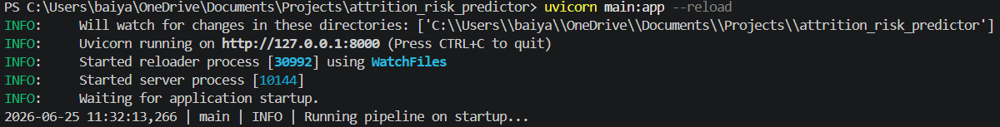 PS C:\Users\baiya\OneDrive\Documents\Projects\attrition_risk_predictor> uvicorn main:app --reload
INFO:     Will watch for changes in these directories: ['C:\\Users\\baiya\\OneDrive\\Documents\\Projects\\attrition_risk_predictor']
INFO:     Uvicorn running on http://127.0.0.1:8000 (Press CTRL+C to quit)
INFO:     Started reloader process [30992] using WatchFiles
INFO:     Started server process [10144]
INFO:     Waiting for application startup.
2026-06-25 11:32:13,266 | main | INFO | Running pipeline on startup...